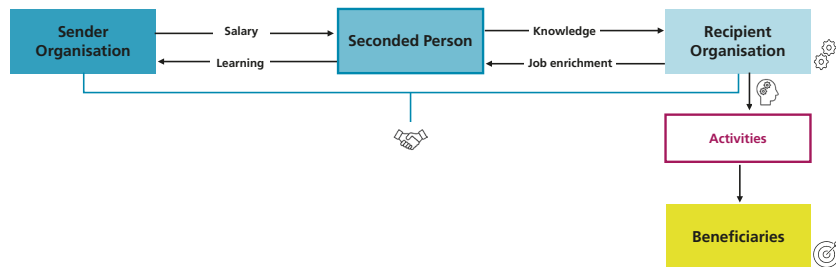 Sender
Organisation
Salary
Learning
Seconded Person
Knowledge
Job enrichment
Recipient
Organisation
Activities
Beneficiaries